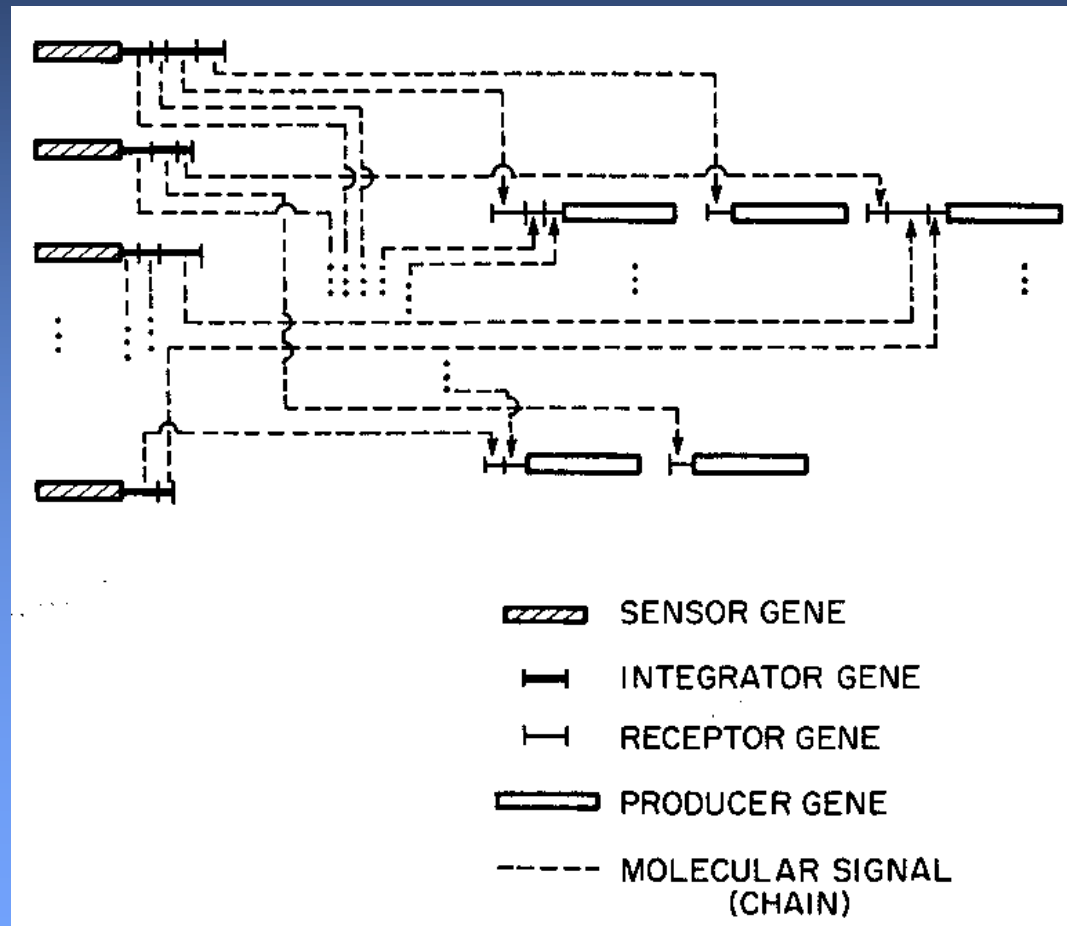 SENSOR GENE
INTEGRATOR GENE
RECEPTOR GENE
PRODUCER GENE
MOLECULAR SIGNAL
(CHAIN)